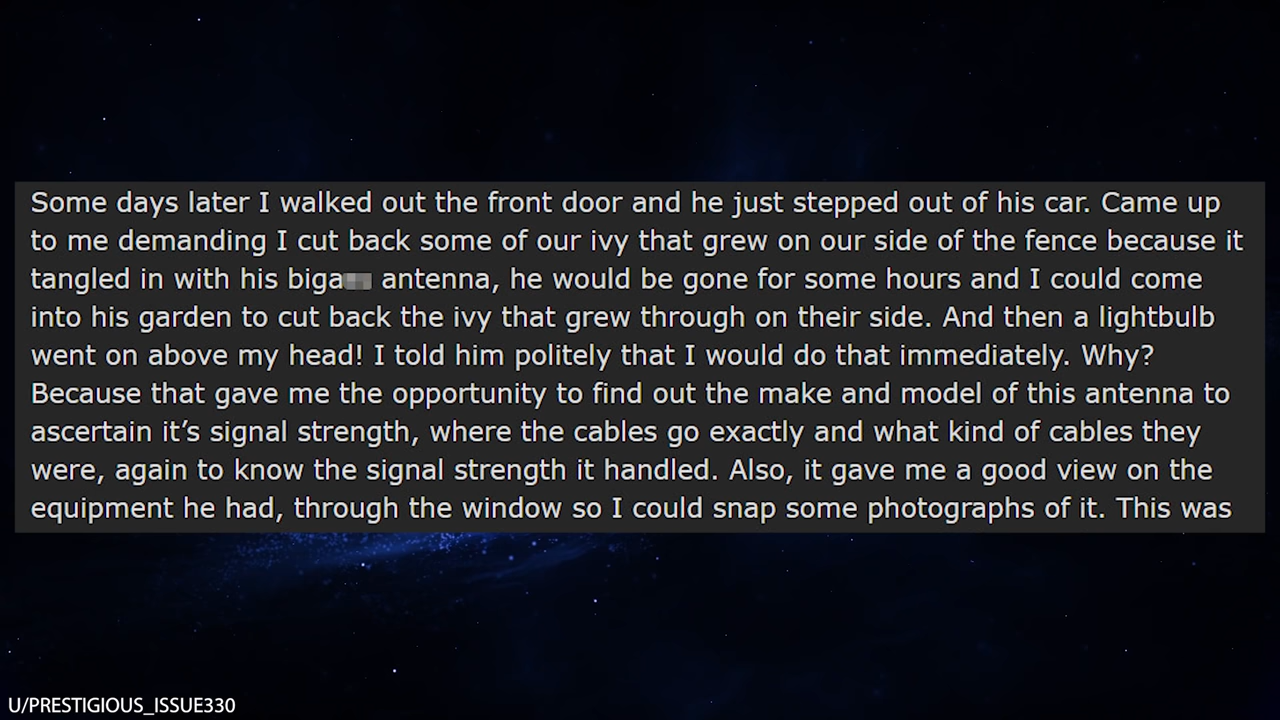 Some days later I walked out the front door and he just stepped out of his car. Came up
to me demanding I cut back some of our ivy that grew on our side of the fence because it
tangled in with his biga antenna, he would be gone for some hours and I could come
into his garden to cut back the ivy that grew through on their side. And then a lightbulb
went on above my head! I told him politely that I would do that immediately. Why?
Because that gave me the opportunity to find out the make and model of this antenna to
ascertain it’s signal strength, where the cables go exactly and what kind of cables they
were, again to know the signal strength it handled. Also, it gave me a good view on the
equipment he had, through the window so I could snap some photographs of it. This was
U/PRESTIGIOUS_ISSUE330